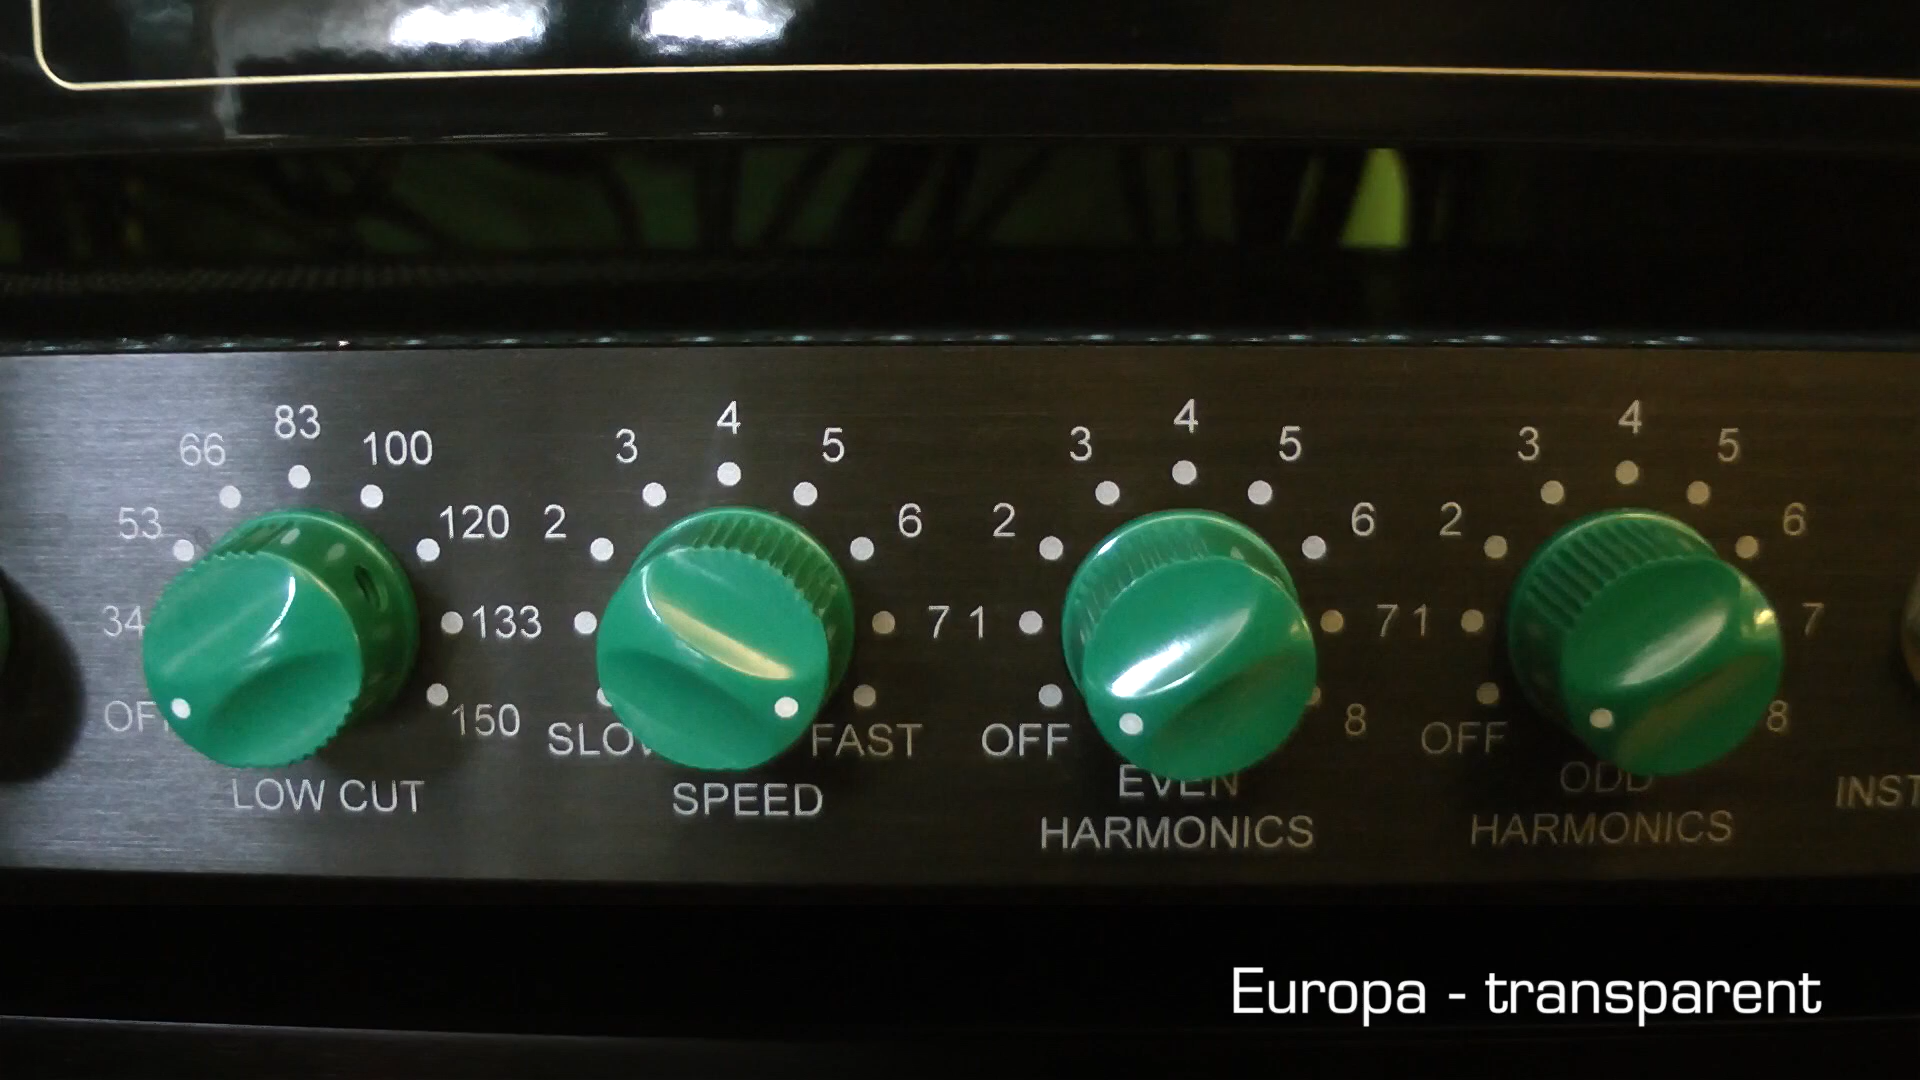 83
66 100
53 120
34 133
OF 150
LOW CUT
4
3 5
2 6
7
SLOW FAST
SPEED
4
3 5
2 6
1 7
OFF 8
EVEN
HARMONICS
4
3 5
2 6
1 7
OFF 8
ODD
HARMONICS
INST
Europa - transparent